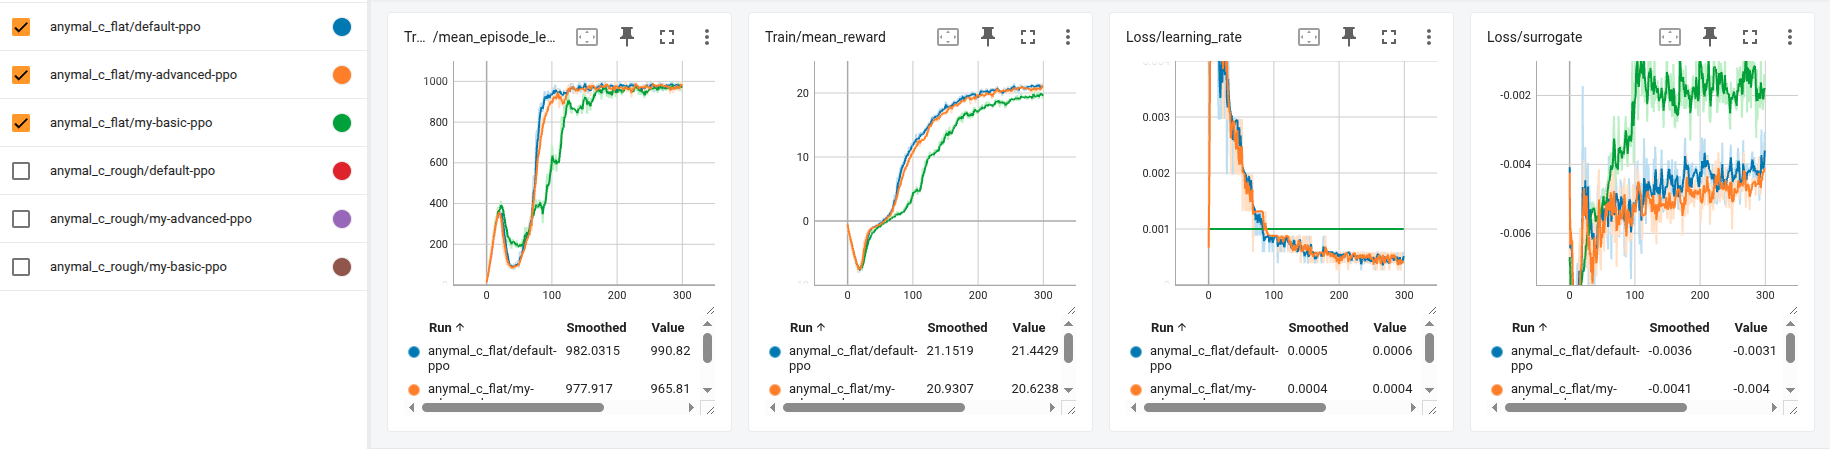 anymal_c_flat/default-ppo
anymal_c_flat/my-advanced-ppo
anymal_c_flat/my-basic-ppo
anymal_c_rough/default-ppo
anymal_c_rough/my-advanced-ppo
anymal_c_rough/my-basic-ppo
Tr... /mean_episode_le...
1000
800
600
400
200
0 100 200 300
Run ↑ Smoothed Value
anymal_c_flat/default-ppo 982.0315 990.82
anymal_c_flat/my- 977.917 965.81
Train/mean_reward
20
10
0
0 100 200 300
Run ↑ Smoothed Value
anymal_c_flat/default-ppo 21.1519 21.4429
anymal_c_flat/my- 20.9307 20.6238
Loss/learning_rate
0.003
0.002
0.001
0 100 200 300
Run ↑ Smoothed Value
anymal_c_flat/default-ppo 0.0005 0.0006
anymal_c_flat/my- 0.0004 0.0004
Loss/surrogate
-0.002
-0.004
-0.006
0 100 200 300
Run ↑ Smoothed Value
anymal_c_flat/default-ppo -0.0036 -0.0031
anymal_c_flat/my- -0.0041 -0.004